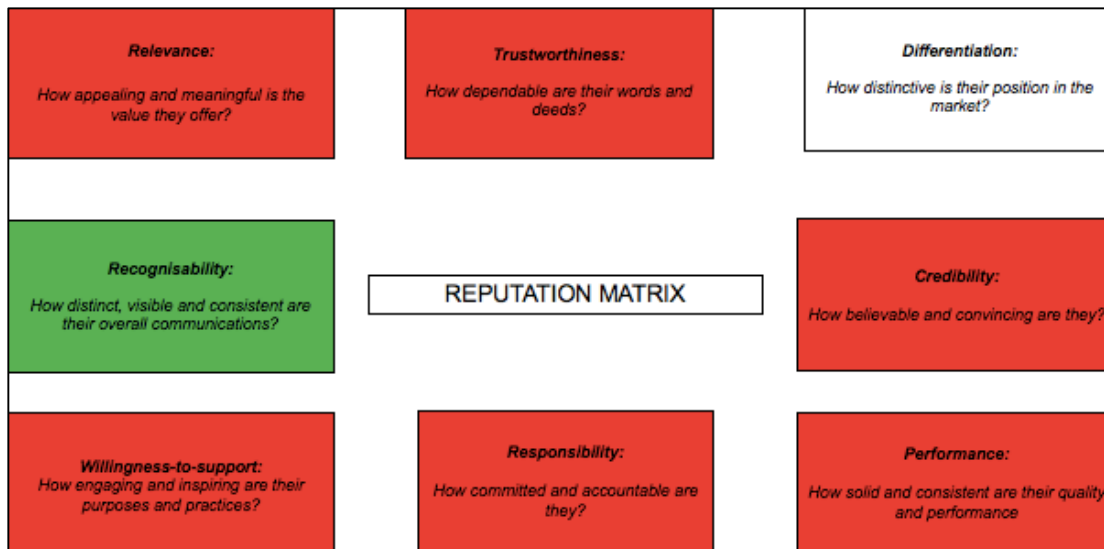 Relevance:
How appealing and meaningful is the
value they offer?
Trustworthiness:
How dependable are their words and
deeds?
Differentiation:
How distinctive is their position in the
market?
Recognisability:
How distinct, visible and consistent are
their overall communications?
REPUTATION MATRIX
Credibility:
How believable and convincing are they?
Willingness-to-support:
How engaging and inspiring are their
purposes and practices?
Responsibility:
How committed and accountable are
they?
Performance:
How solid and consistent are their quality
and performance